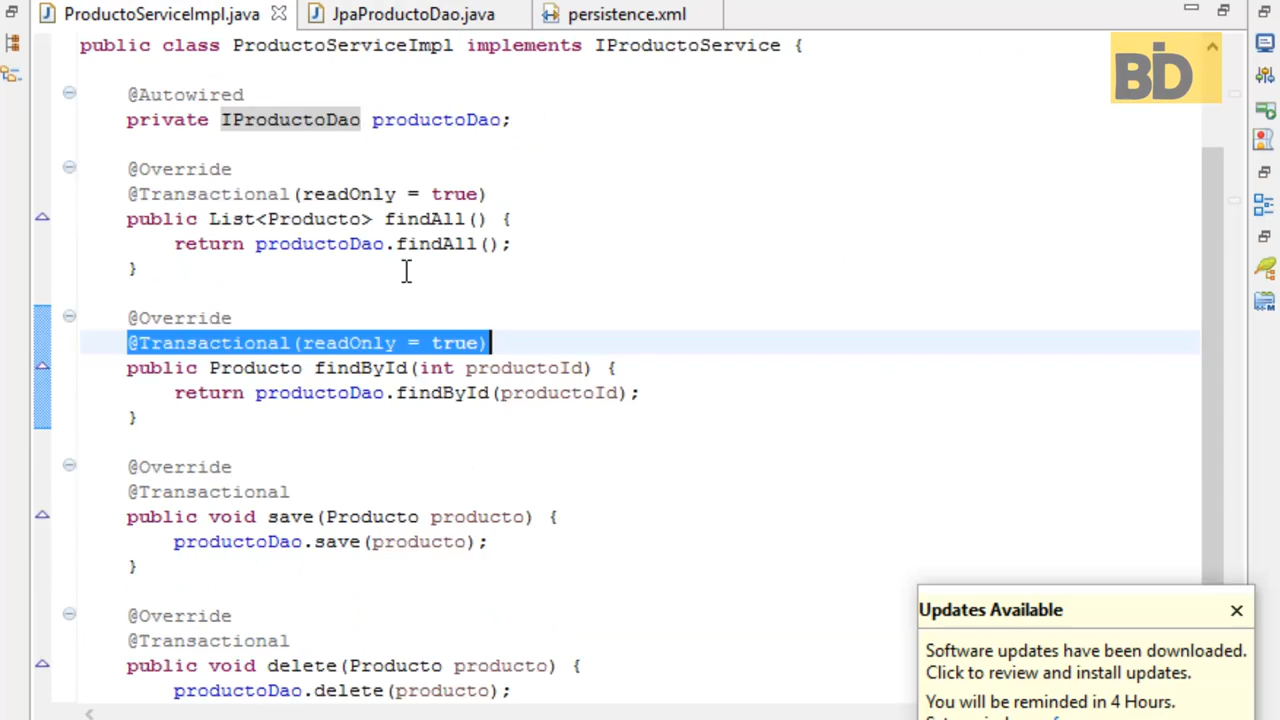 ProductoServiceImpl.java
JpaProductoDao.java
persistence.xml
public class ProductoServiceImpl implements IProductoService {
BD
@Autowired
private IProductoDao productoDao;
@Override
@Transactional(readOnly = true)
public List<Producto> findAll() {
return productoDao.findAll();
}
@Override
@Transactional(readOnly = true)
public Producto findById(int productoId) {
return productoDao.findById(productoId);
}
@Override
@Transactional
public void save(Producto producto) {
productoDao.save(producto);
}
@Override
@Transactional
public void delete(Producto producto) {
productoDao.delete(producto);
Updates Available
Software updates have been downloaded.
Click to review and install updates.
You will be reminded in 4 Hours.